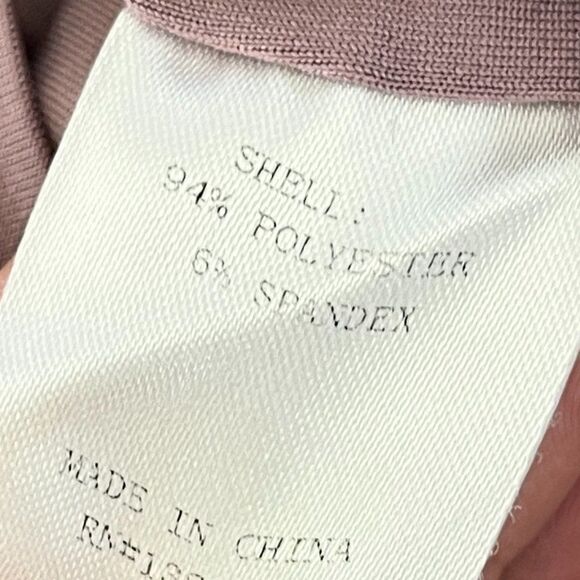 SHELL:
94% POLYESTER
6% SPANDEX
MADE IN CHINA